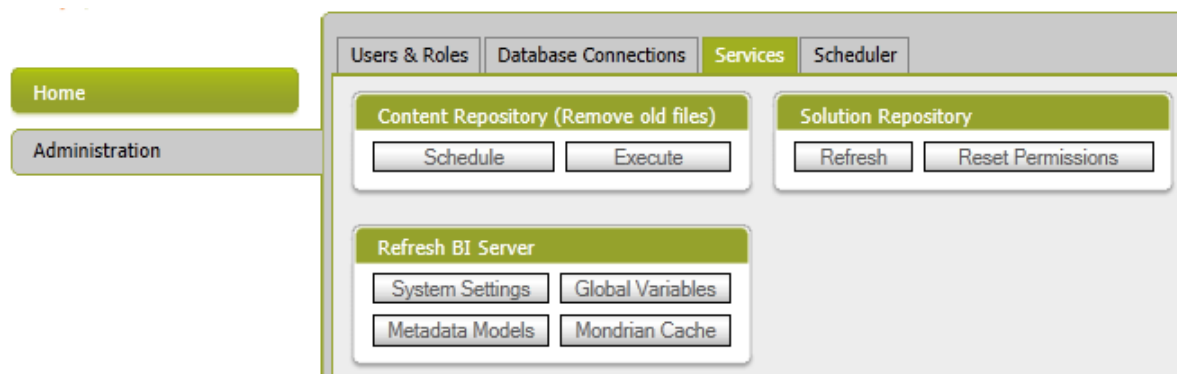 Users & Roles Database Connections Services Scheduler
Home
Administration
Content Repository (Remove old files)
Schedule Execute
Solution Repository
Refresh Reset Permissions
Refresh BI Server
System Settings Global Variables
Metadata Models Mondrian Cache